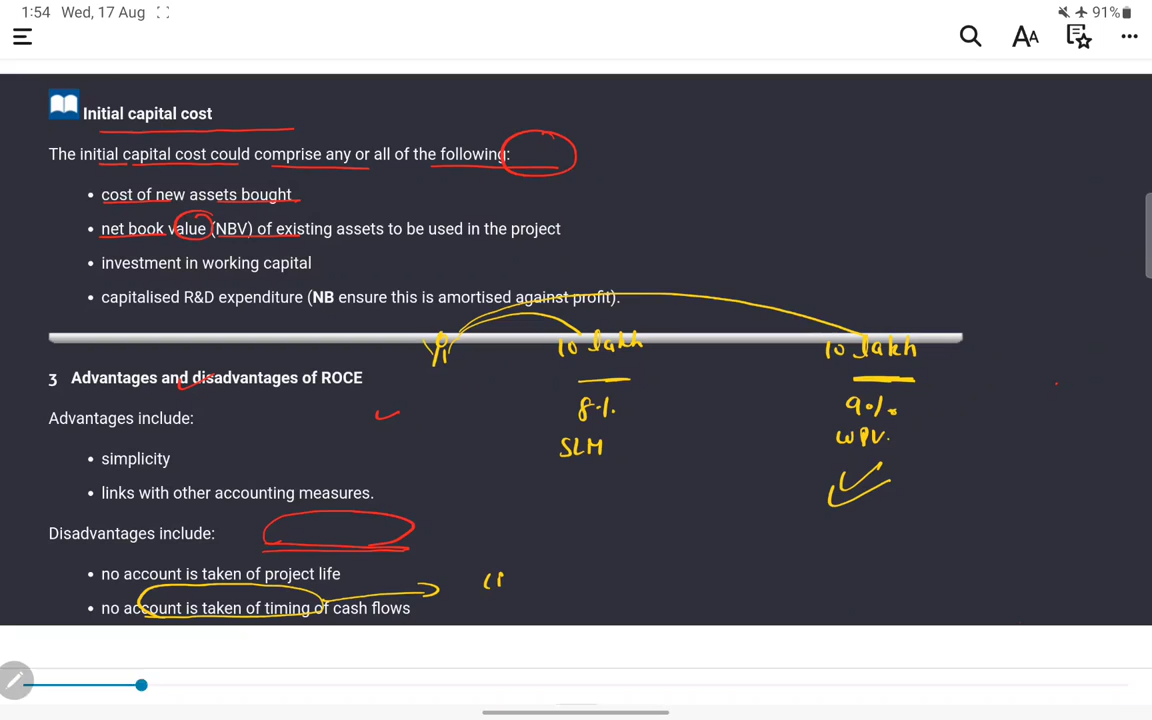 1:54 Wed, 17 Aug
91%
AA
Initial capital cost
The initial capital cost could comprise any or all of the following:
• cost of new assets bought
• net book value (NBV) of existing assets to be used in the project
• investment in working capital
• capitalised R&D expenditure (NB ensure this is amortised against profit).
10 lakh 10 lakh
3 Advantages and disadvantages of ROCE
8% 9%
Advantages include:
SLM WDV.
• simplicity
• links with other accounting measures.
Disadvantages include:
• no account is taken of project life
• no account is taken of timing of cash flows